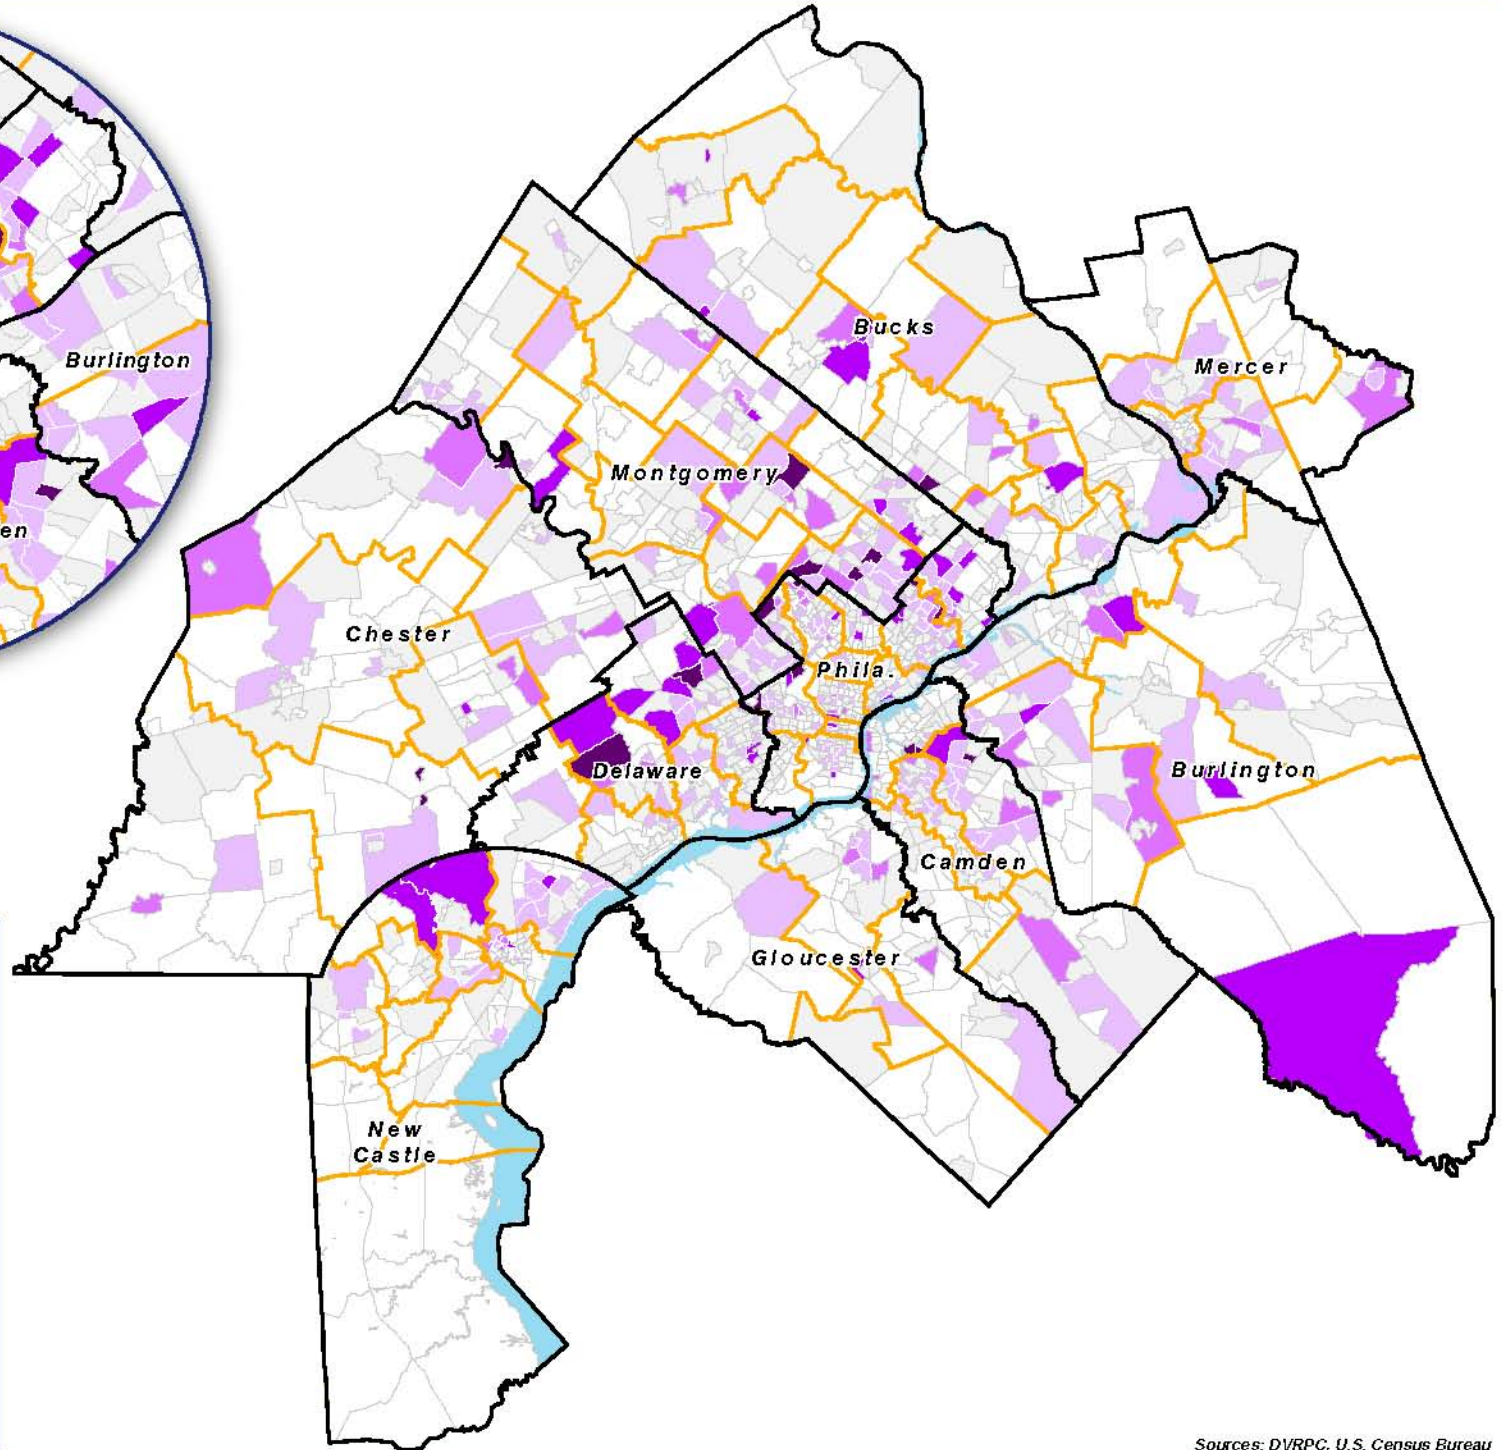 Bucks
Mercer
Burlington
Montgomery
en
Chester
Phila.
Delaware
Burlington
Camden
Gloucester
New
Castle
Sources: DVRPC, U.S. Census Bureau